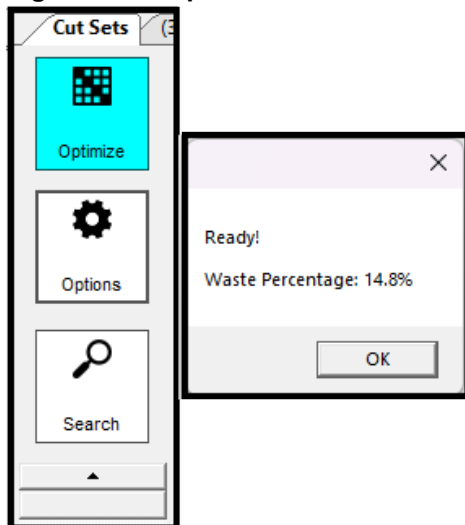 Cut Sets
Optimize
Options
Search
Ready!
Waste Percentage: 14.8%
OK